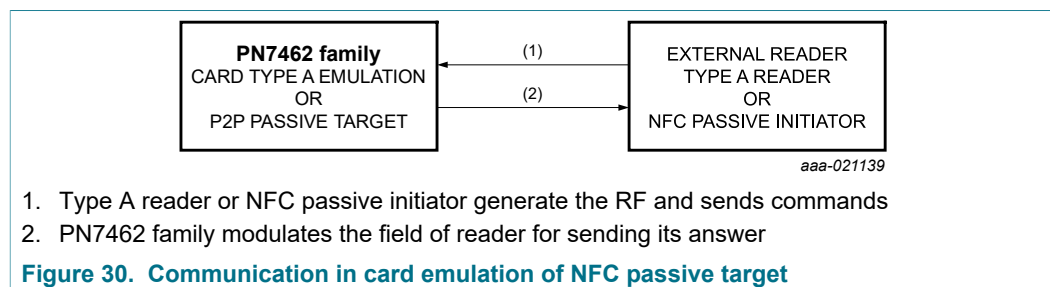 PN7462 family
CARD TYPE A EMULATION
OR
P2P PASSIVE TARGET
(1)
(2)
EXTERNAL READER
TYPE A READER
OR
NFC PASSIVE INITIATOR
aaa-021139
1. Type A reader or NFC passive initiator generate the RF and sends commands
2. PN7462 family modulates the field of reader for sending its answer
Figure 30. Communication in card emulation of NFC passive target